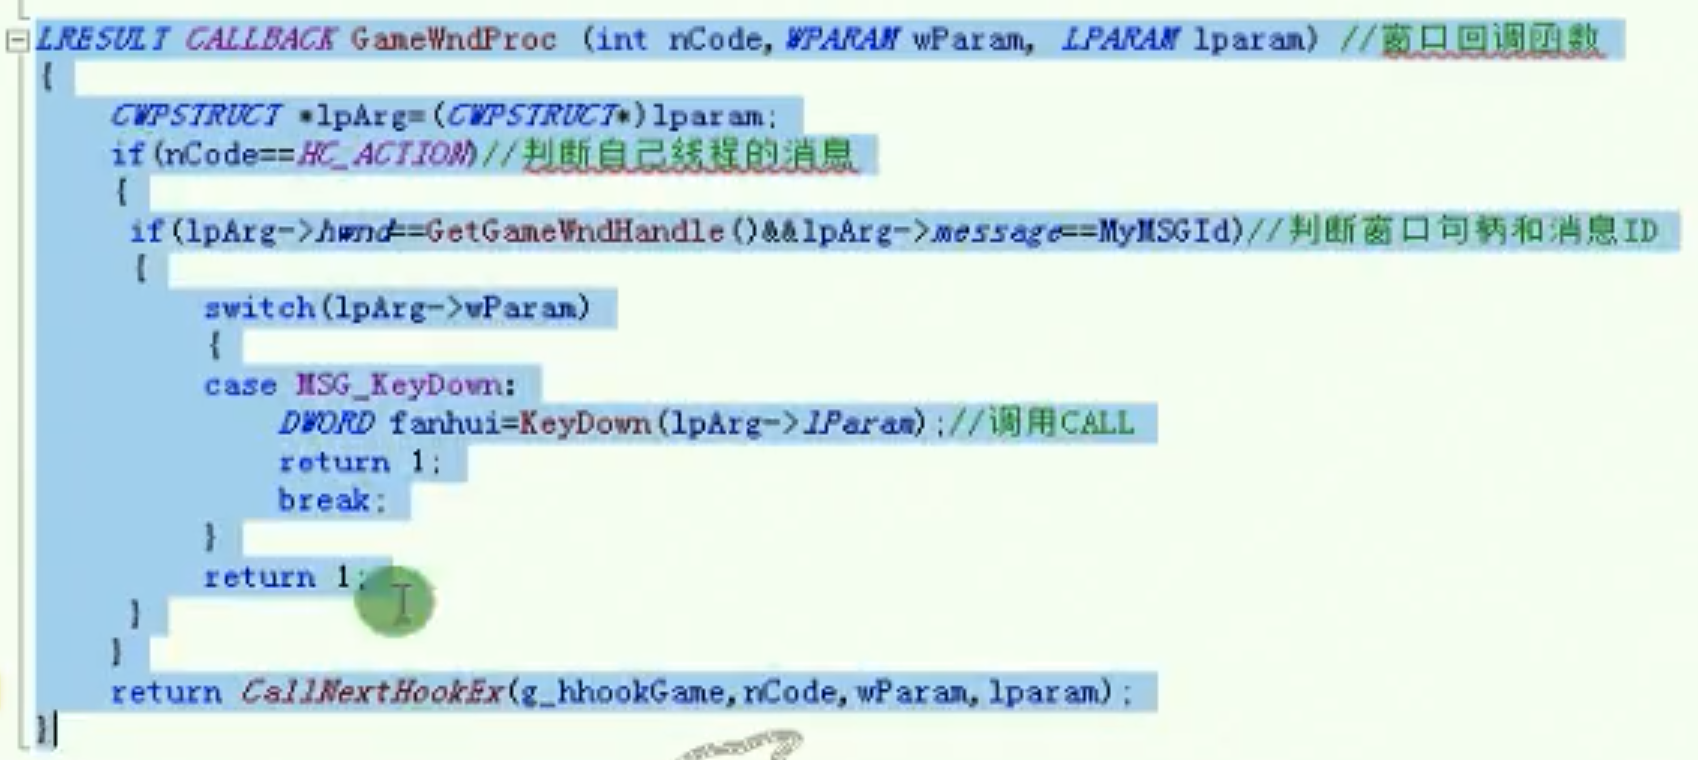 LRESULT CALLBACK GameWndProc (int nCode, WPARAM wParam, LPARAM lparam) //窗口回调函数
{
CWPSTRUCT *lpArg=(CWPSTRUCT*)lparam;
if(nCode==HC_ACTION)//判断自己线程的消息
{
if(lpArg->hwnd==GetGameWndHandle()&&lpArg->message==MyMSGId)//判断窗口句柄和消息ID
{
switch(lpArg->wParam)
{
case MSG_KeyDown:
DWORD fanhui=KeyDown(lpArg->lParam);//调用CALL
return 1;
break;
}
return 1;
}
}
return CallNextHookEx(g_hhookGame,nCode,wParam,lparam);
}